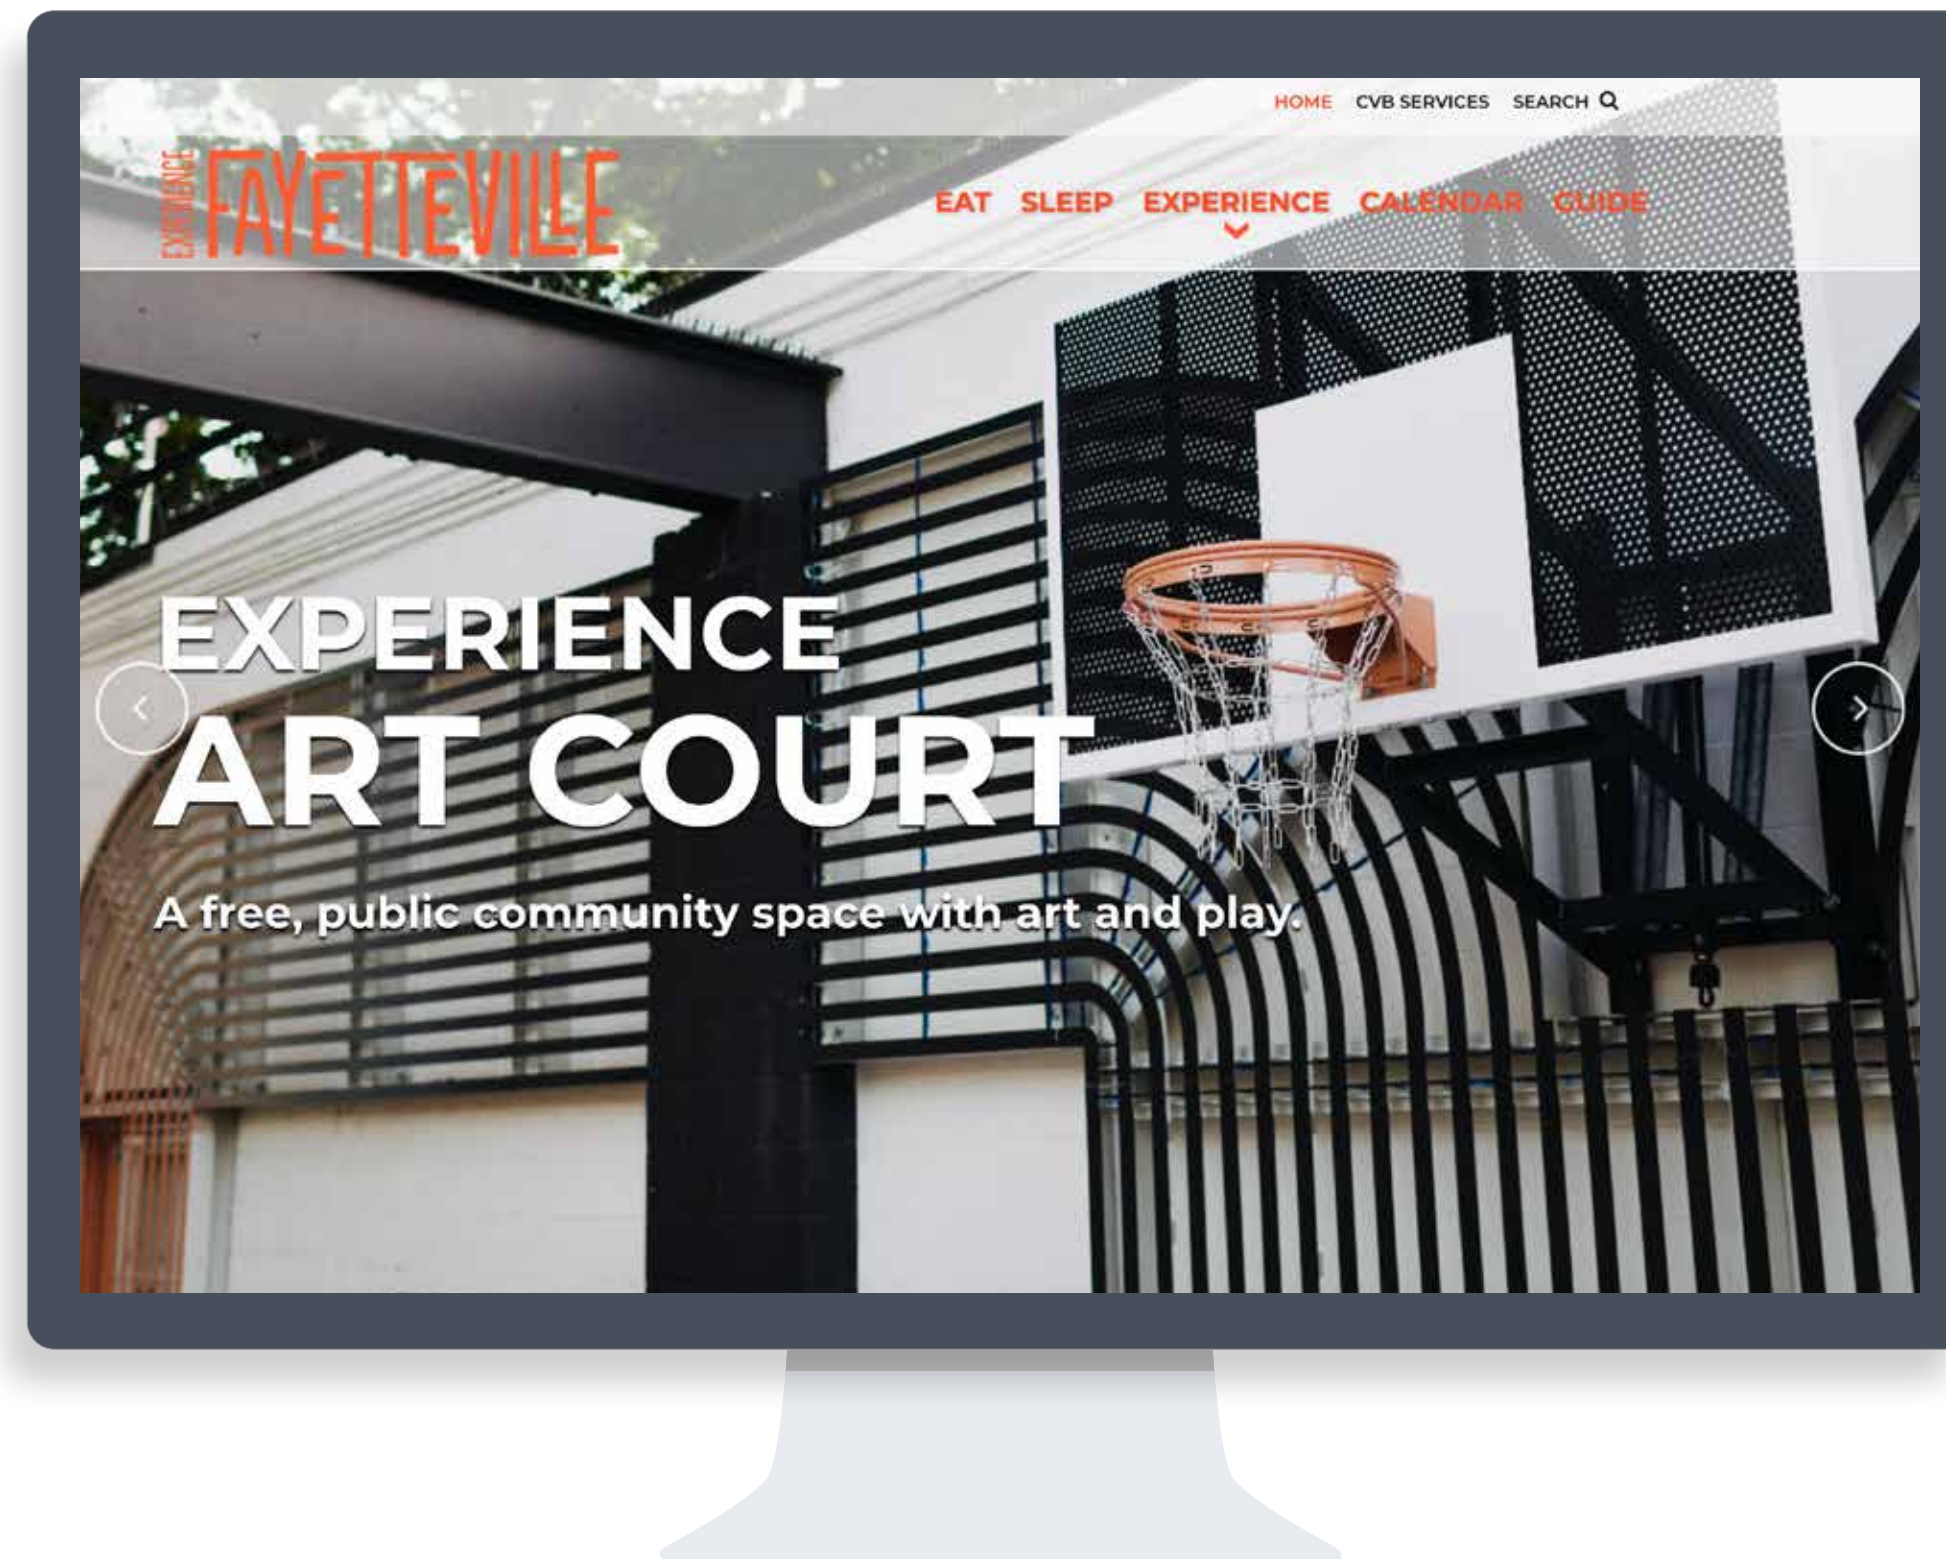 HOME CVB SERVICES SEARCH
EXPERIENCE FAYETTEVILLE
EAT SLEEP EXPERIENCE CALENDAR GUIDE
EXPERIENCE
ART COURT
A free, public community space with art and play.